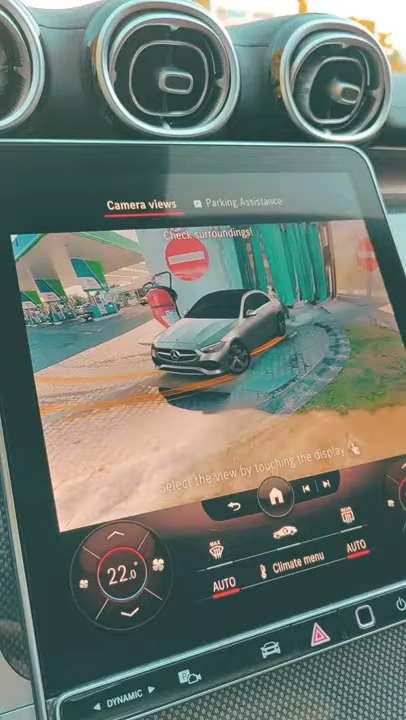 Camera views
P Parking Assistance
Check surroundings!
Select the view by touching the display
MAX
REAR
22.0°
AUTO
Climate menu
AUTO
DYNAMIC
P